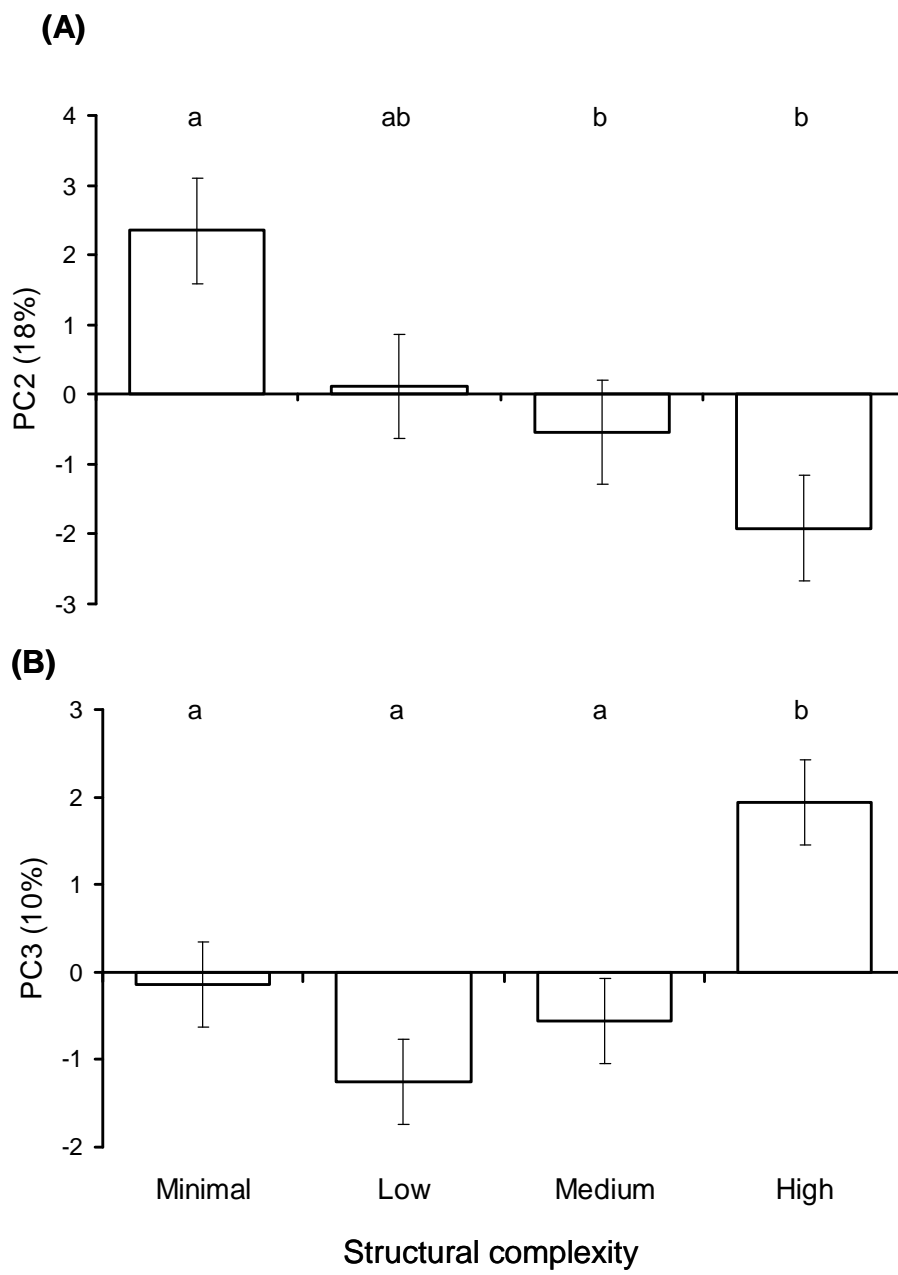 (A)
4
a ab b b
3
2
1
0
-1
-2
-3
PC2 (18%)
(B)
3
a a a b
2
1
0
-1
-2
PC3 (10%)
Minimal Low Medium High
Structural complexity